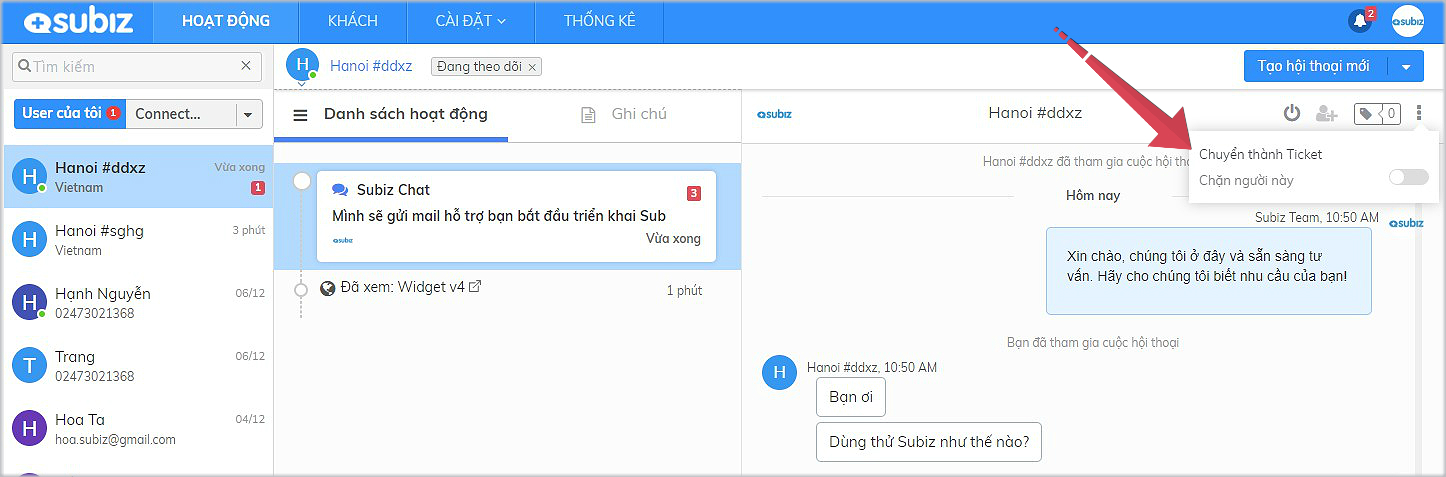 subiz
HOẠT ĐỘNG
KHÁCH
CÀI ĐẶT
THỐNG KÊ
2
subiz
Tìm kiếm
H
Hanoi #ddxz
Đang theo dõi ×
Tạo hội thoại mới
User của tôi 1
Connect...
H
Hanoi #ddxz
Vừa xong
Vietnam
1
H
Hanoi #sghg
3 phút
Vietnam
H
Hạnh Nguyễn
06/12
02473021368
T
Trang
06/12
02473021368
H
Hoa Ta
04/12
hoa.subiz@gmail.com
Danh sách hoạt động
Ghi chú
Subiz Chat
3
Mình sẽ gửi mail hỗ trợ bạn bắt đầu triển khai Sub
subiz
Vừa xong
Đã xem: Widget v4
1 phút
subiz
Hanoi #ddxz
0
Chuyển thành Ticket
Chặn người này
Hanoi #ddxz đã tham gia cuộc hội
Hôm nay
Subiz Team, 10:50 AM
subiz
Xin chào, chúng tôi ở đây và sẵn sàng tư
vấn. Hãy cho chúng tôi biết nhu cầu của bạn!
Bạn đã tham gia cuộc hội thoại
H
Hanoi #ddxz, 10:50 AM
Bạn ơi
Dùng thử Subiz như thế nào?